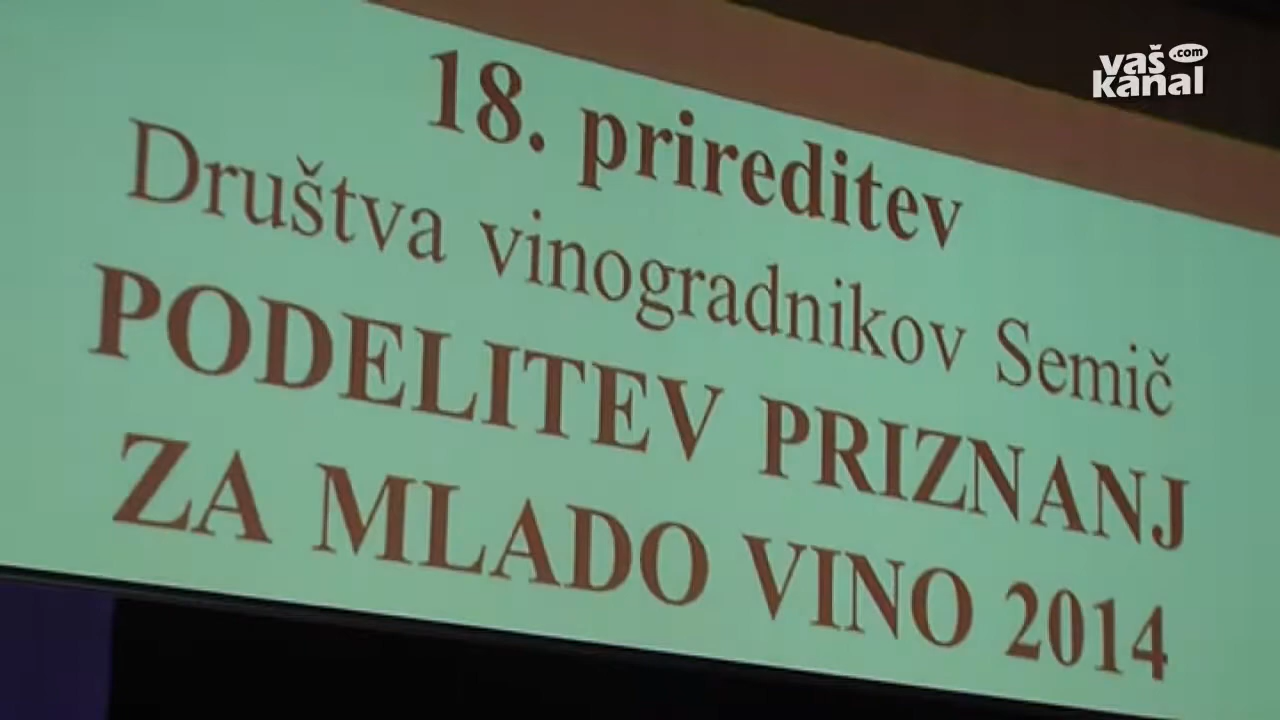 18. prireditev
Društva vinogradnikov Semič
PODELITEV PRIZNANJ
ZA MLADO VINO 2014
vaš .com
kanal